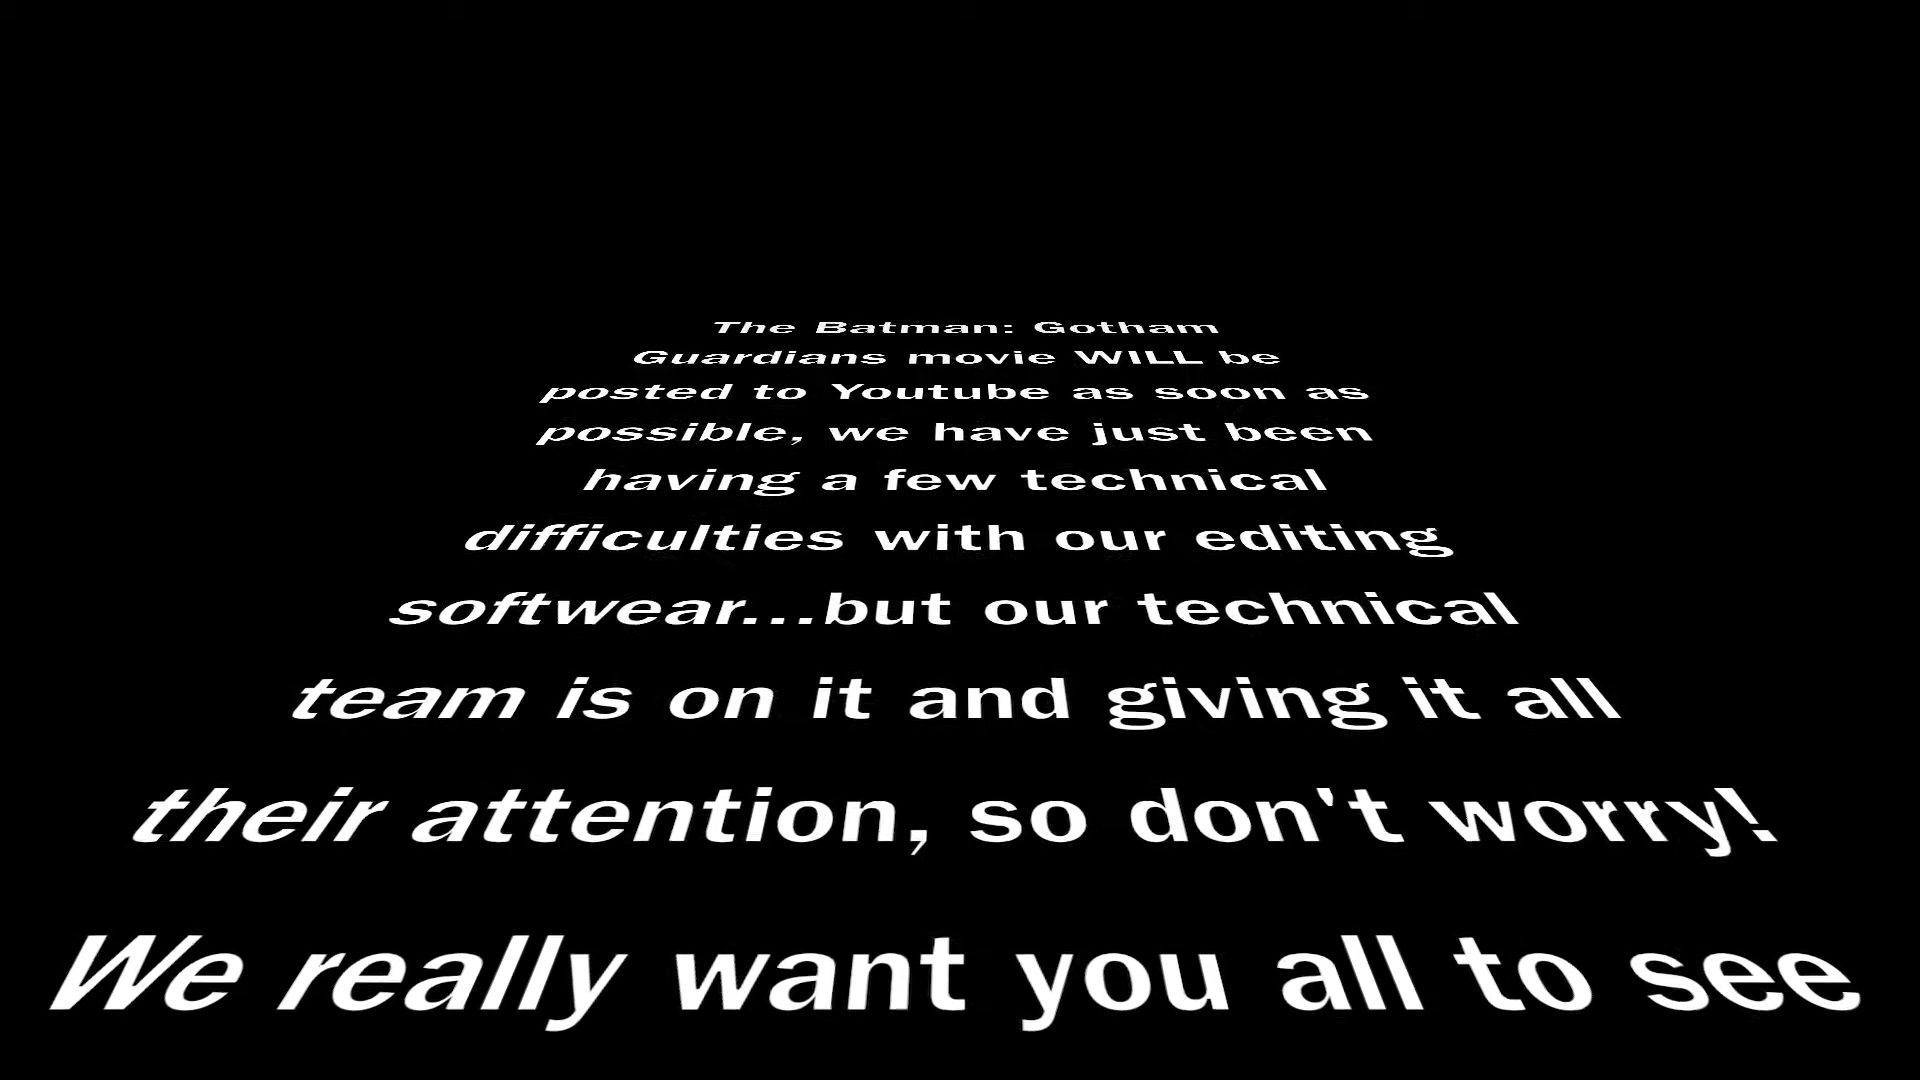 The Batman: Gotham
Guardians movie WILL be
posted to Youtube as soon as
possible, we have just been
having a few technical
difficulties with our editing
softwear...but our technical
team is on it and giving it all
their attention, so don't worry!
We really want you all to see